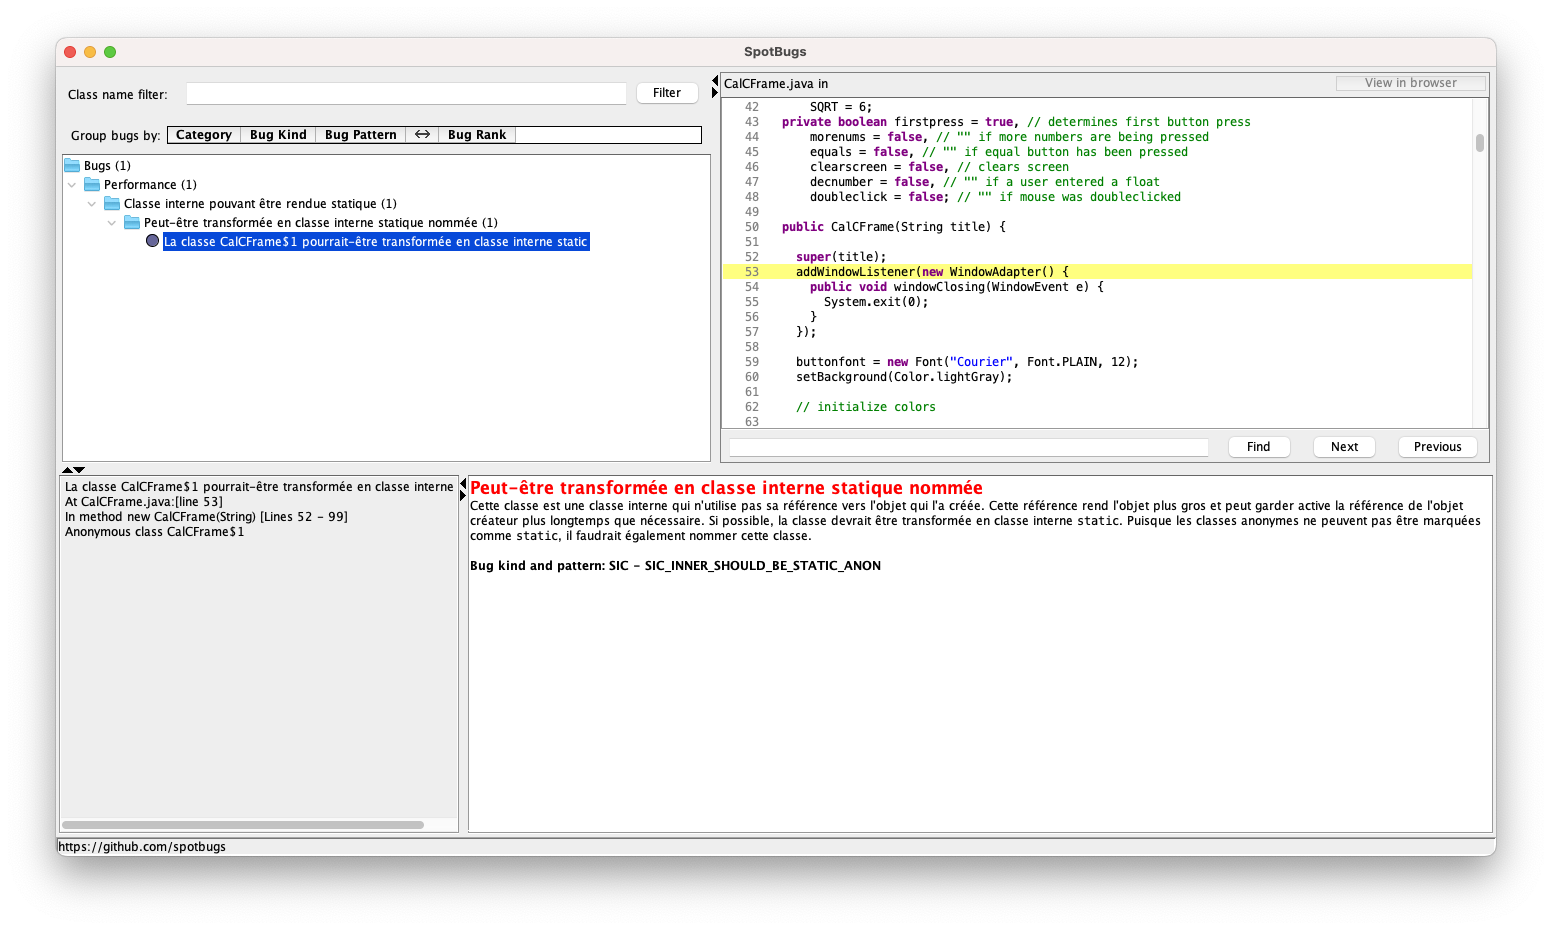 SpotBugs
Class name filter:
Filter
Group bugs by:
Category
Bug Kind
Bug Pattern
↔
Bug Rank
Bugs (1)
Performance (1)
Classe interne pouvant être rendue statique (1)
Peut-être transformée en classe interne statique nommée (1)
La classe CalCFrame$1 pourrait-être transformée en classe interne static
CalCFrame.java in
View in browser
42 SQRT = 6;
43 private boolean firstpress = true, // determines first button press
44 morenums = false, // "" if more numbers are being pressed
45 equals = false, // "" if equal button has been pressed
46 clearscreen = false, // clears screen
47 decnumber = false, // "" if a user entered a float
48 doubleclick = false; // "" if mouse was doubleclicked
49
50 public CalCFrame(String title) {
51
52 super(title);
53 addWindowListener(new WindowAdapter() {
54 public void windowClosing(WindowEvent e) {
55 System.exit(0);
56 }
57 });
58
59 buttonfont = new Font("Courier", Font.PLAIN, 12);
60 setBackground(Color.lightGray);
61
62 // initialize colors
63
Find
Next
Previous
La classe CalCFrame$1 pourrait-être transformée en classe interne
At CalCFrame.java:[line 53]
In method new CalCFrame(String) [Lines 52 - 99]
Anonymous class CalCFrame$1
Peut-être transformée en classe interne statique nommée
Cette classe est une classe interne qui n'utilise pas sa référence vers l'objet qui l'a créée. Cette référence rend l'objet plus gros et peut garder active la référence de l'objet
créateur plus longtemps que nécessaire. Si possible, la classe devrait être transformée en classe interne static. Puisque les classes anonymes ne peuvent pas être marquées
comme static, il faudrait également nommer cette classe.
Bug kind and pattern: SIC - SIC_INNER_SHOULD_BE_STATIC_ANON
https://github.com/spotbugs